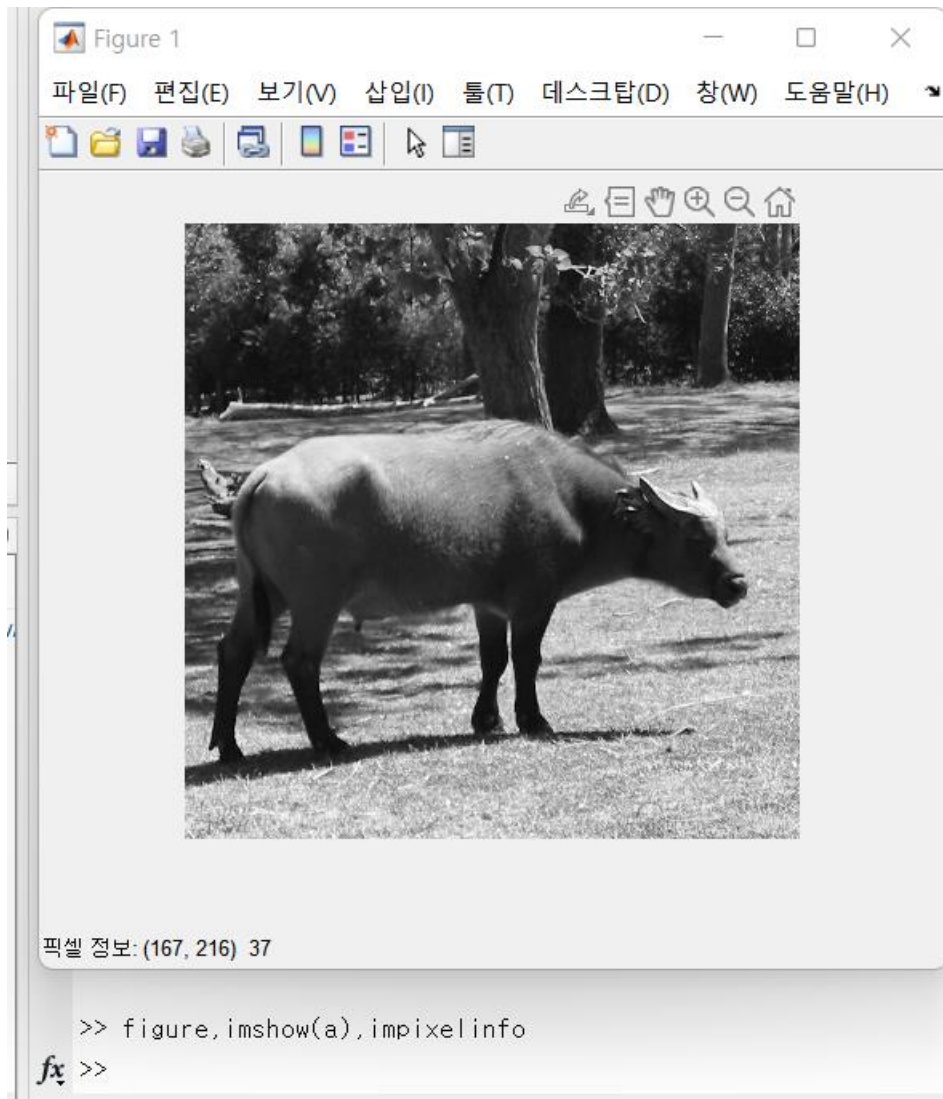 Figure 1
파일(F) 편집(E) 보기(V) 삽입(I) 툴(T) 데스크탑(D) 창(W) 도움말(H)
픽셀 정보: (167, 216) 37
>> figure,imshow(a),impixelinfo
fx >>